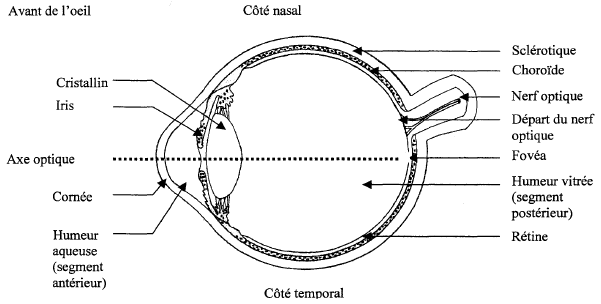 Avant de l'oeil
Côté nasal
Cristallin
Iris
Axe optique
Cornée
Humeur
aqueuse
(segment
antérieur)
Sclérotique
Choroïde
Nerf optique
Départ du nerf
optique
Fovéa
Humeur vitrée
(segment
postérieur)
Rétine
Côté temporal